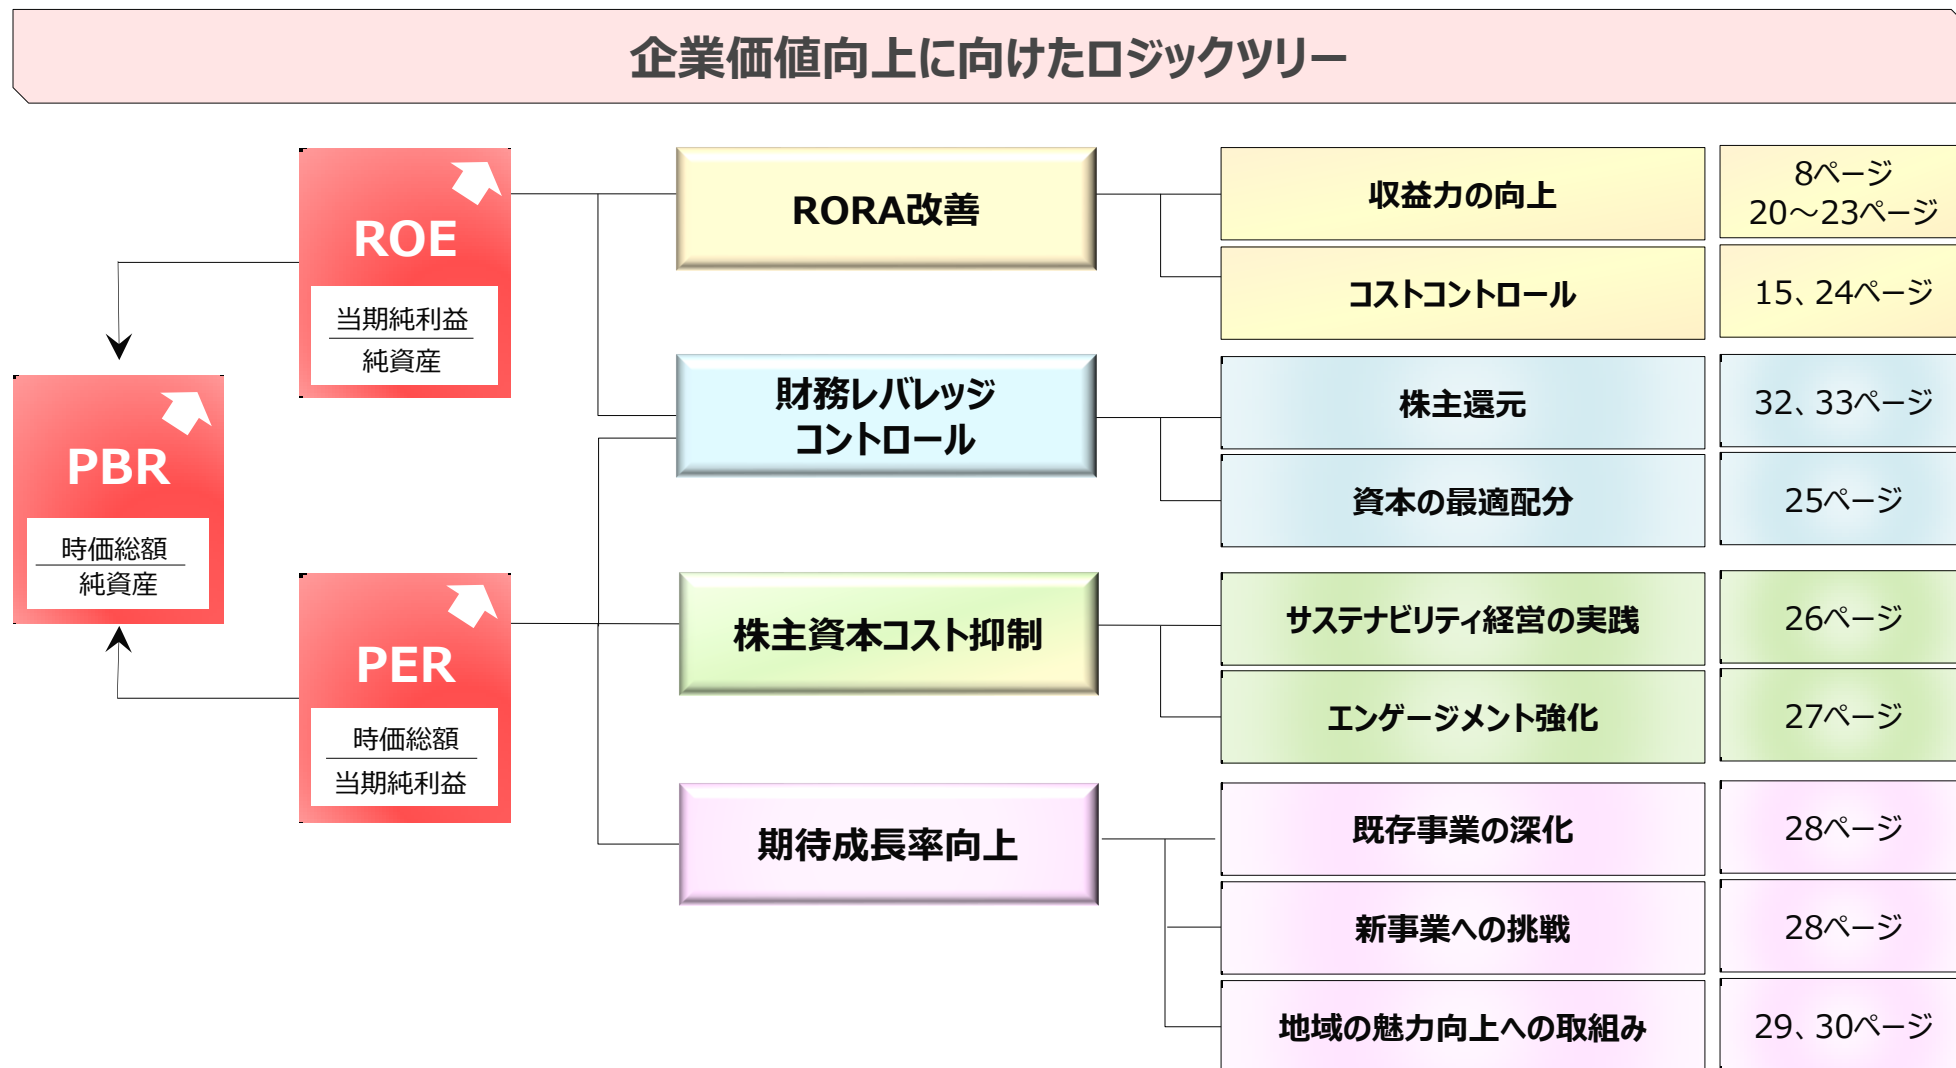 企業価値向上に向けたロジックツリー
ROE
当期純利益
純資産
PBR
時価総額
純資産
PER
時価総額
当期純利益
RORA改善
収益力の向上
8ページ
20～23ページ
コストコントロール
15、24ページ
財務レバレッジ
コントロール
株主還元
32、33ページ
資本の最適配分
25ページ
株主資本コスト抑制
サステナビリティ経営の実践
26ページ
エンゲージメント強化
27ページ
期待成長率向上
既存事業の深化
28ページ
新事業への挑戦
28ページ
地域の魅力向上への取組み
29、30ページ